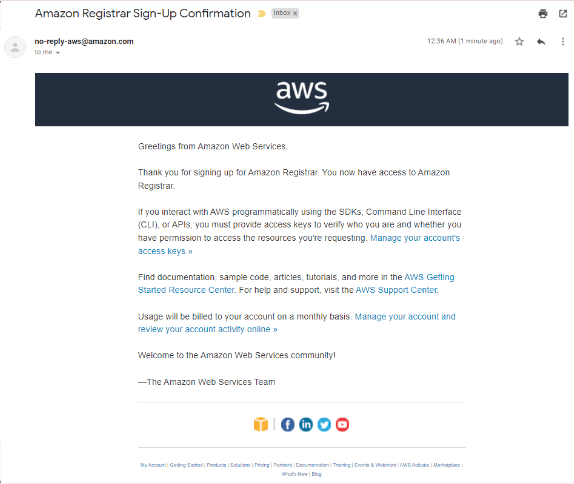 Amazon Registrar Sign-Up Confirmation
Inbox x
no-reply-aws@amazon.com
12:36 AM (1 minute ago)
to me
aws
Greetings from Amazon Web Services,
Thank you for signing up for Amazon Registrar. You now have access to Amazon
Registrar.
If you interact with AWS programmatically using the SDKs, Command Line Interface
(CLI), or APIs, you must provide access keys to verify who you are and whether you
have permission to access the resources you're requesting. Manage your account's
access keys »
Find documentation, sample code, articles, tutorials, and more in the AWS Getting
Started Resource Center. For help and support, visit the AWS Support Center.
Usage will be billed to your account on a monthly basis. Manage your account and
review your account activity online »
Welcome to the Amazon Web Services community!
—The Amazon Web Services Team
My Account | Getting Started | Products | Solutions | Pricing | Partners | Documentation | Training | Events & Webinars | AWS Activate | Marketplace |
What's New | Blog